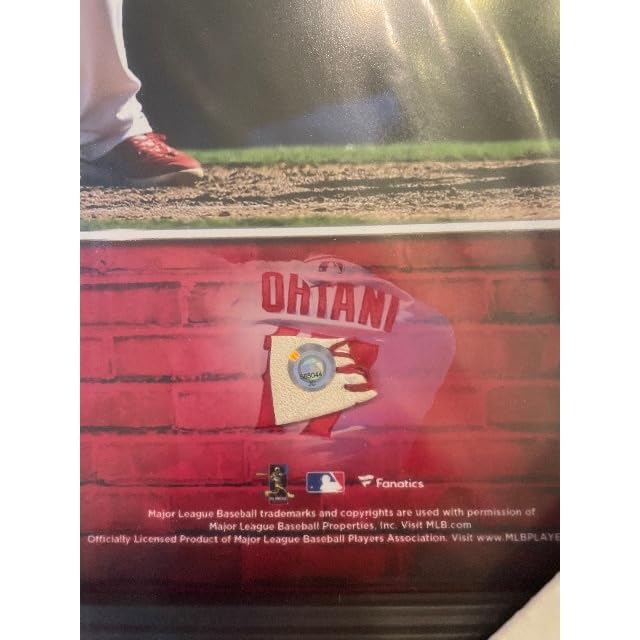 OHTANI
JC
Fanatics
Major League Baseball trademarks and copyrights are used with permission of
Major League Baseball Properties, Inc. Visit MLB.com
Officially Licensed Product of Major League Baseball Players Association. Visit www.MLBPLAYE